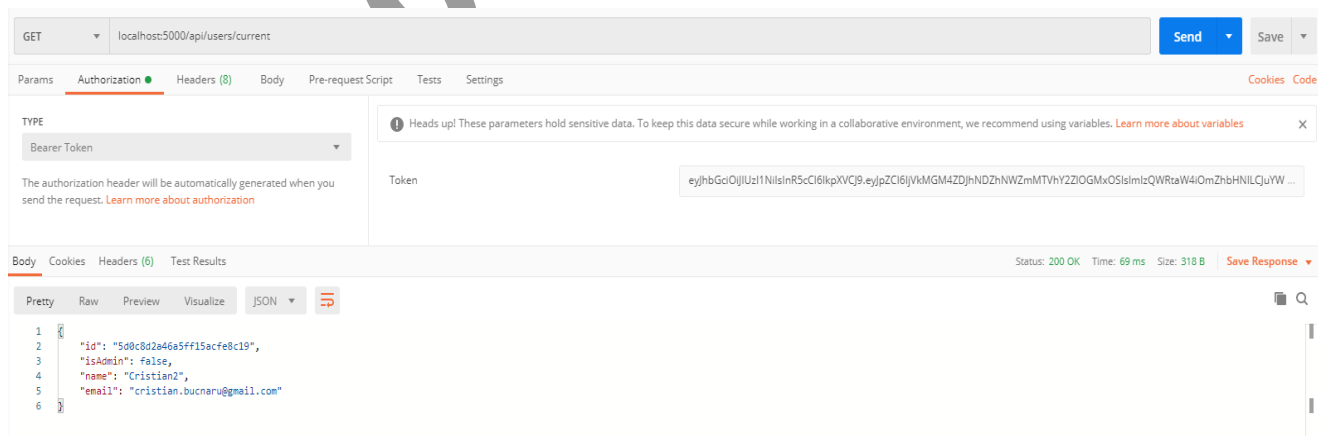 GET localhost:5000/api/users/current Send Save
Params Authorization Headers (8) Body Pre-request Script Tests Settings Cookies Code
TYPE
Bearer Token
The authorization header will be automatically generated when you
send the request. Learn more about authorization
Heads up! These parameters hold sensitive data. To keep this data secure while working in a collaborative environment, we recommend using variables. Learn more about variables
Token
Body Cookies Headers (6) Test Results Status: 200 OK Time: 69 ms Size: 318 B Save Response
Pretty Raw Preview Visualize JSON
1 {
2 "id": "5d0c8d2a46a5ff15acfe8c19",
3 "isAdmin": false,
4 "name": "Cristian2",
5 "email": "cristian.bucnaru@gmail.com"
6 }